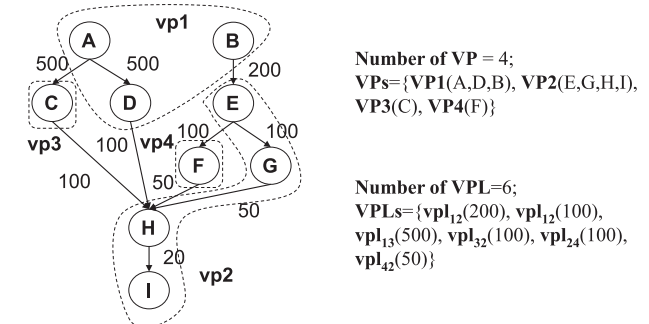 vp1
A
B
500
500
200
C
D
E
vp3
100
vp4
100
100
F
G
100
50
50
H
20
vp2
I
Number of VP = 4;
VPs={VP1(A,D,B), VP2(E,G,H,I),
VP3(C), VP4(F)}
Number of VPL=6;
VPLs={vpl₁₂(200), vpl₁₂(100),
vpl₁₃(500), vpl₃₂(100), vpl₂₄(100),
vpl₄₂(50)}